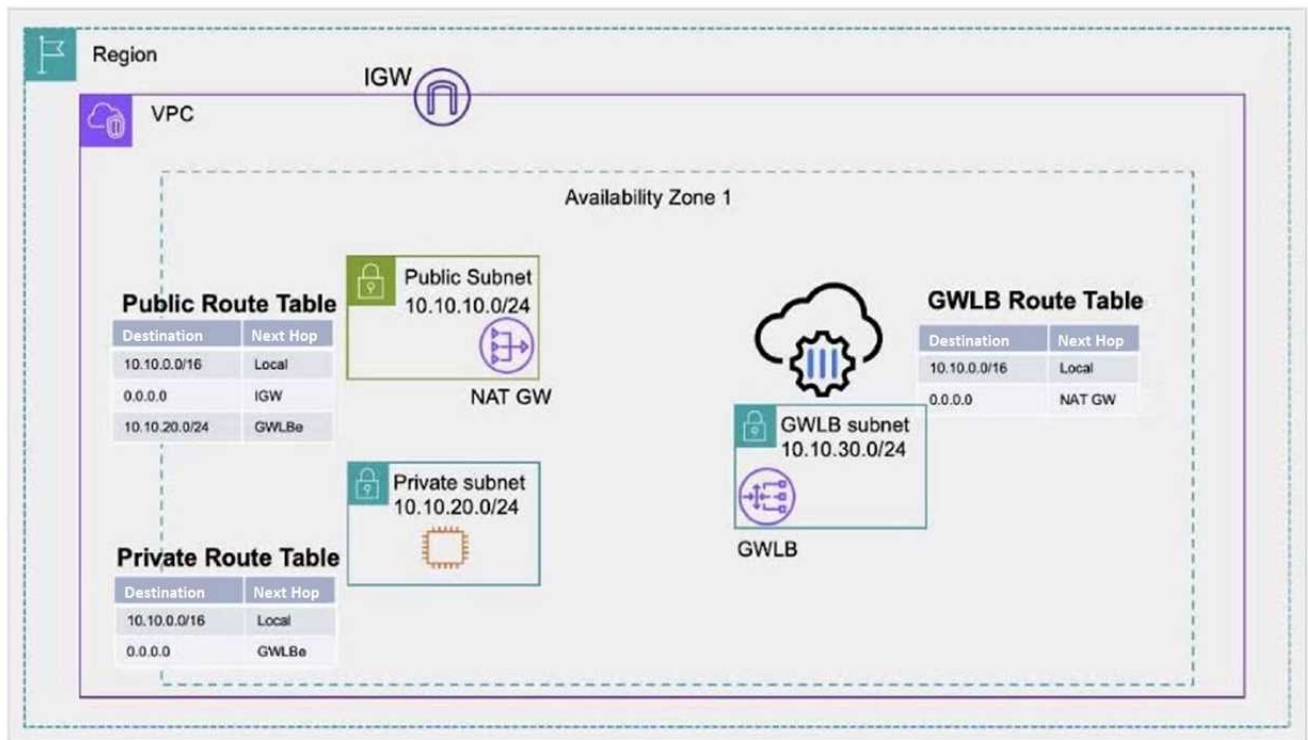 Region
IGW
VPC
Availability Zone 1
Public Subnet
10.10.10.0/24
NAT GW
Public Route Table
Destination Next Hop
10.10.0.0/16 Local
0.0.0.0 IGW
10.10.20.0/24 GWLBe
GWLB Route Table
Destination Next Hop
10.10.0.0/16 Local
0.0.0.0 NAT GW
GWLB subnet
10.10.30.0/24
GWLB
Private subnet
10.10.20.0/24
Private Route Table
Destination Next Hop
10.10.0.0/16 Local
0.0.0.0 GWLBe